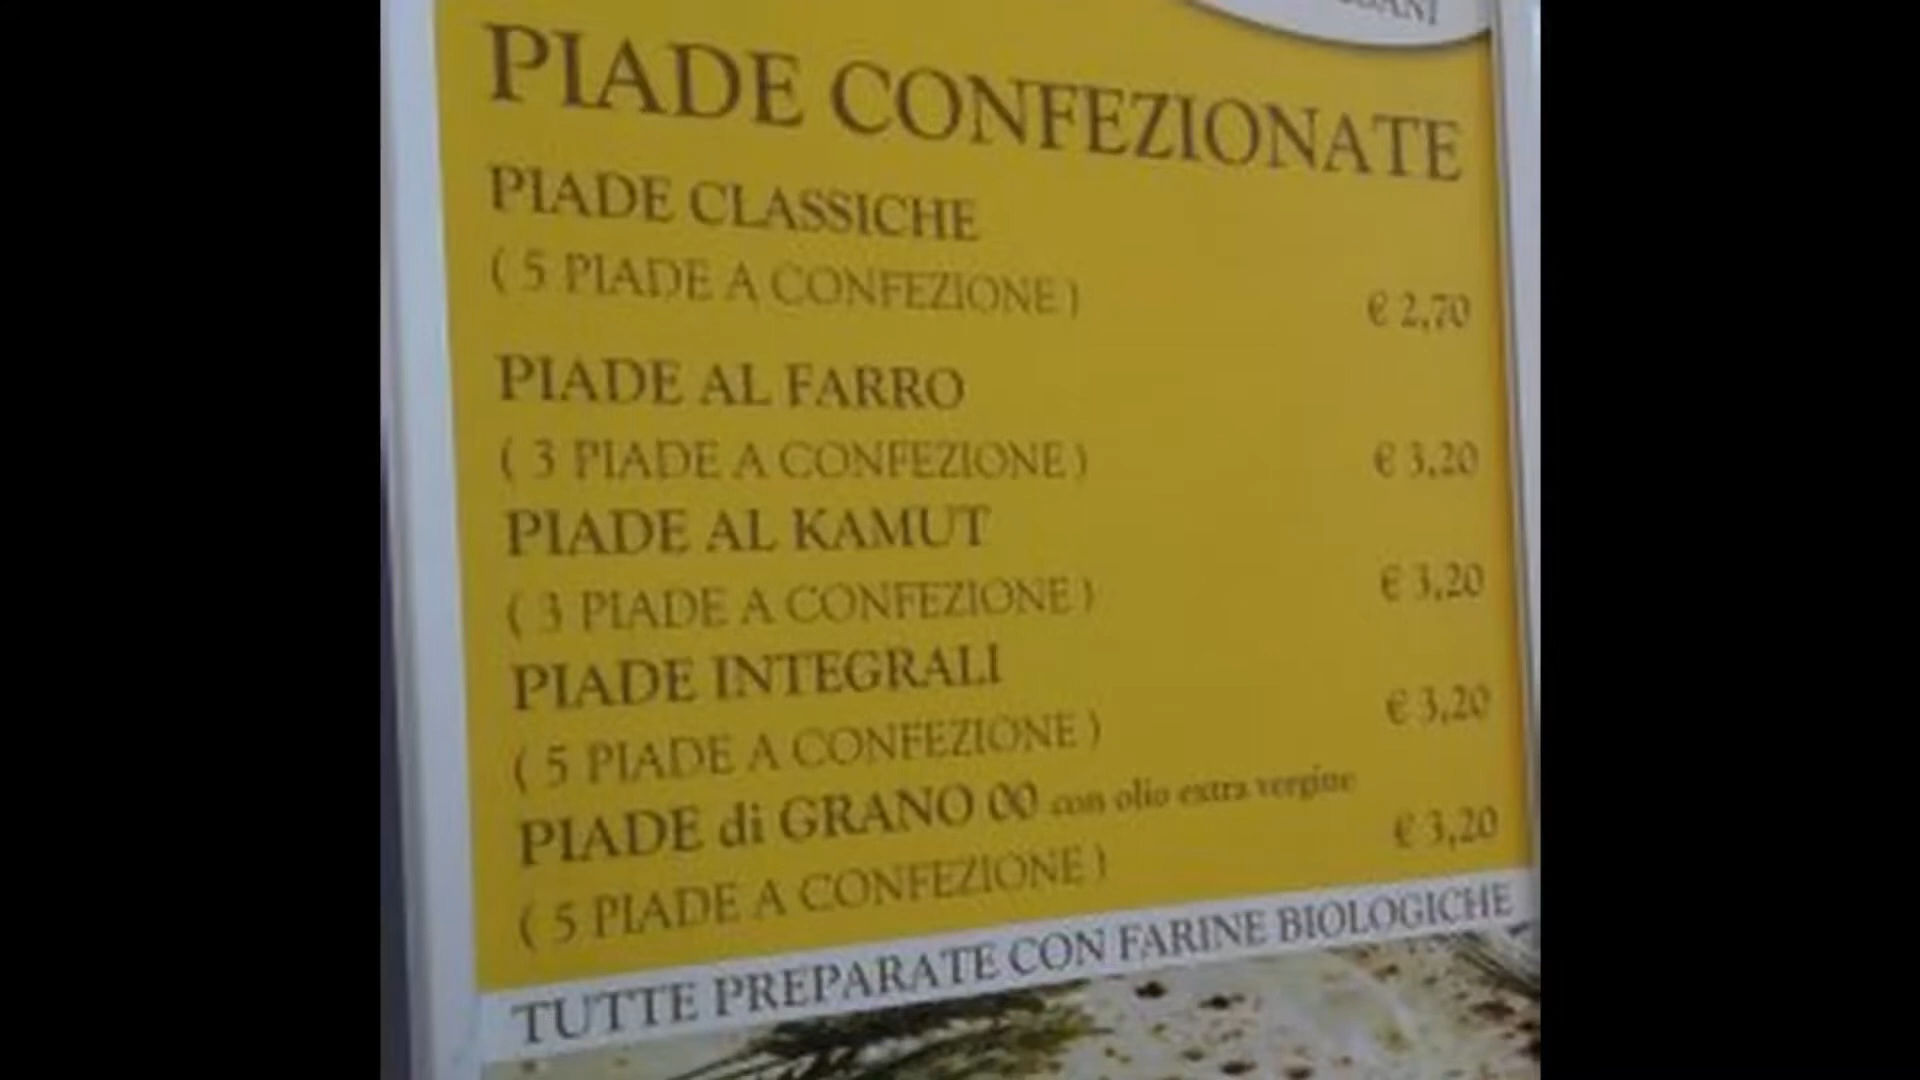 PIADE CONFEZIONATE
PIADE CLASSICHE
( 5 PIADE A CONFEZIONE ) € 2,70
PIADE AL FARRO
( 3 PIADE A CONFEZIONE ) € 3,20
PIADE AL KAMUT
( 3 PIADE A CONFEZIONE ) € 3,20
PIADE INTEGRALI
( 5 PIADE A CONFEZIONE ) € 3,20
PIADE di GRANO 00 con olio extra vergine
( 5 PIADE A CONFEZIONE ) € 3,20
TUTTE PREPARATE CON FARINE BIOLOGICHE